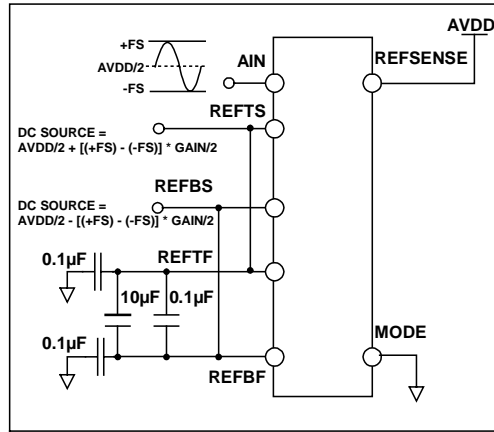 +FS
AVDD/2
-FS
AIN
AVDD
REFSENSE
REFTS
DC SOURCE =
AVDD/2 + [(+FS) - (-FS)] * GAIN/2
REFBS
DC SOURCE =
AVDD/2 - [(+FS) - (-FS)] * GAIN/2
0.1µF
REFTF
10µF
0.1µF
0.1µF
MODE
REFBF